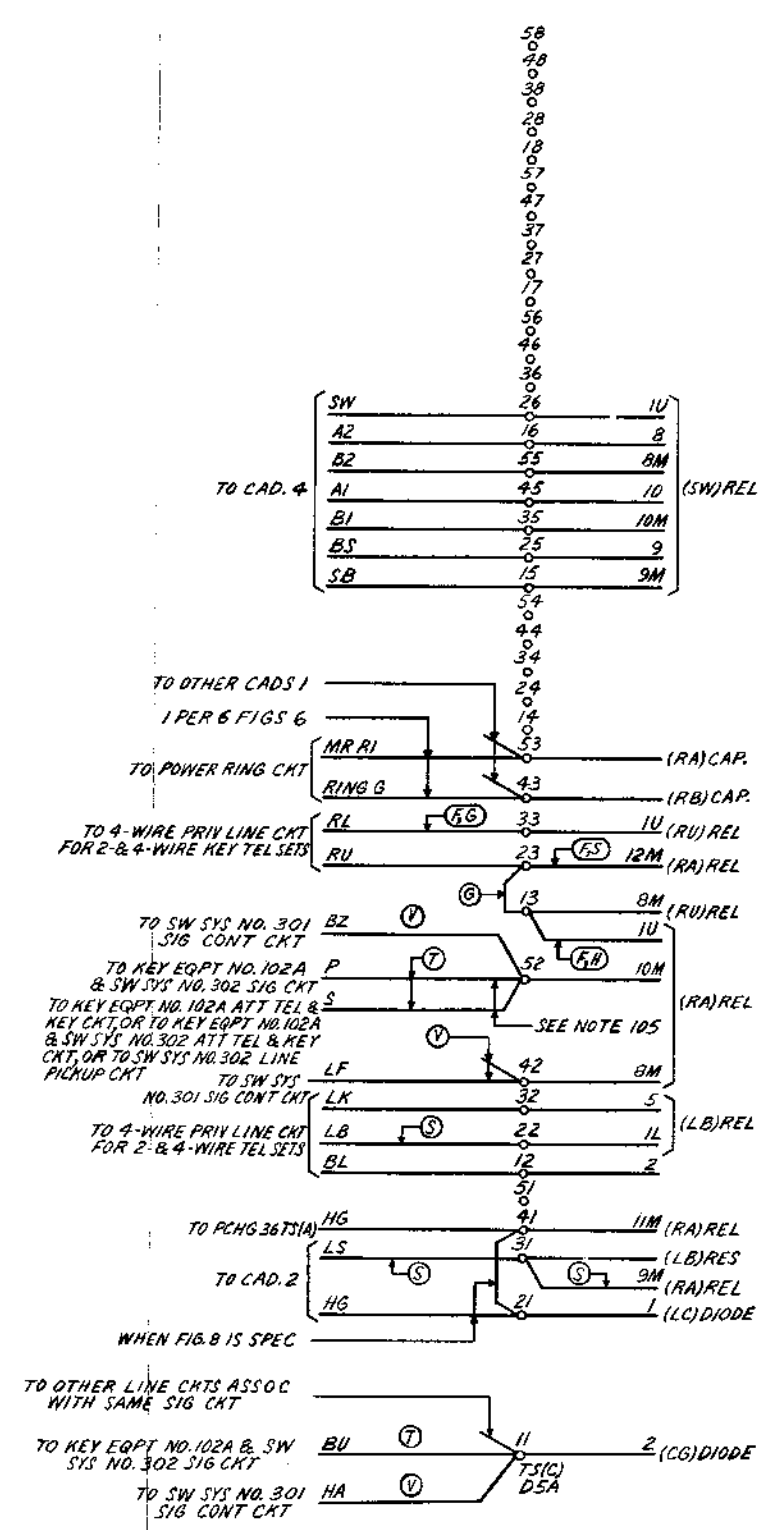 58
48
38
28
18
57
47
37
27
17
56
46
36
SW 26 1U
A2 16 8
B2 55 8M
TO CAD. 4 A1 45 10 (SW)REL
B1 35 10M
BS 25 9
SB 15 9M
54
44
34
TO OTHER CADS 1 24
1 PER 6 FIGS 6 14
MR RI 53 (RA)CAP.
TO POWER RING CKT
RING G 43 (RB)CAP.
TO 4-WIRE PRIV LINE CKT RL F,G 33 1U (RU)REL
FOR 2-& 4-WIRE KEY TEL SETS
RU 23 F,S 12M (RA)REL
G 13 8M (RU)REL
TO SW SYS NO. 301 BZ V 1U
SIG CONT CKT F,H
TO KEY EQPT NO.102A P T 52 10M
& SW SYS NO.302 SIG CKT
(RA)REL
TO KEY EQPT NO.102A ATT TEL & S
KEY CKT, OR TO KEY EQPT NO.102A SEE NOTE 105
& SW SYS NO.302 ATT TEL & KEY V
CKT, OR TO SW SYS NO.302 LINE
PICKUP CKT
TO SW SYS LF 42 8M
NO.301 SIG CONT CKT LK 32 5
TO 4-WIRE PRIV LINE CKT LB S 22 1L (LB)REL
FOR 2-& 4-WIRE TEL SETS
BL 12 2
51
TO PCHG 36TS(A) HG 41 11M (RA)REL
LS 31 (LB)RES
TO CAD. 2 S S 9M (RA)REL
HG 21 1 (LC)DIODE
WHEN FIG.8 IS SPEC
TO OTHER LINE CKTS ASSOC
WITH SAME SIG CKT
TO KEY EQPT NO.102A & SW BU T 11 2 (CG)DIODE
SYS NO. 302 SIG CKT
TS(C)
D5A
TO SW SYS NO. 301 HA V
SIG CONT CKT